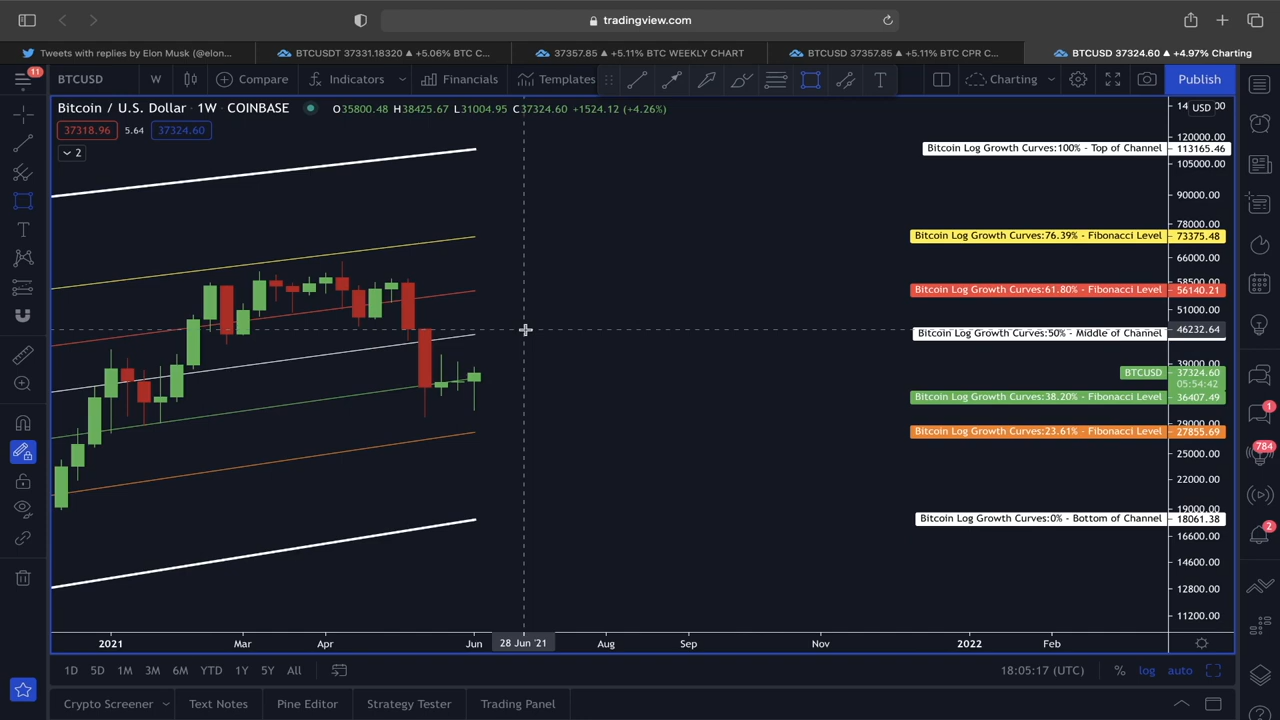 tradingview.com
Tweets with replies by Elon Musk (@elon...
BTCUSDT 37331.18320 ▲ +5.06% BTC C...
37357.85 ▲ +5.11% BTC WEEKLY CHART
BTCUSD 37357.85 ▲ +5.11% BTC CPR C...
BTCUSD 37324.60 ▲ +4.97% Charting
11
BTCUSD
W
Compare
Indicators
Financials
Templates
T
Charting
Publish
Bitcoin / U.S. Dollar · 1W · COINBASE
O35800.48 H38425.67 L31004.95 C37324.60 +1524.12 (+4.26%)
USD
37318.96 5.64 37324.60
2
120000.00
Bitcoin Log Growth Curves:100% - Top of Channel 113165.46
105000.00
90000.00
78000.00
Bitcoin Log Growth Curves:76.39% - Fibonacci Level 73375.48
66000.00
58500.00
Bitcoin Log Growth Curves:61.80% - Fibonacci Level 56140.21
51000.00
46232.64
Bitcoin Log Growth Curves:50% - Middle of Channel
39000.00
BTCUSD 37324.60
05:54:42
Bitcoin Log Growth Curves:38.20% - Fibonacci Level 36407.49
1
29000.00
Bitcoin Log Growth Curves:23.61% - Fibonacci Level 27855.69
784
25000.00
19000.00
Bitcoin Log Growth Curves:0% - Bottom of Channel 18061.38
2
16600.00
14600.00
12800.00
11200.00
2021 Mar Apr Jun 28 Jun '21 Aug Sep Nov 2022 Feb
1D 5D 1M 3M 6M YTD 1Y 5Y All
18:05:17 (UTC) % log auto
Crypto Screener Text Notes Pine Editor Strategy Tester Trading Panel